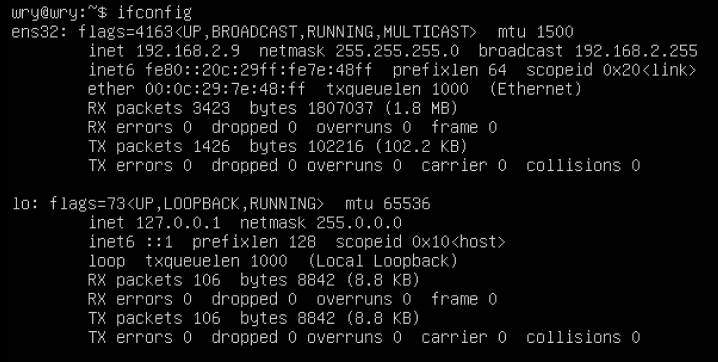 wry@wry:~$ ifconfig
ens32: flags=4163<UP,BROADCAST,RUNNING,MULTICAST>  mtu 1500
        inet 192.168.2.9  netmask 255.255.255.0  broadcast 192.168.2.255
        inet6 fe80::20c:29ff:fe7e:48ff  prefixlen 64  scopeid 0x20<link>
        ether 00:0c:29:7e:48:ff  txqueuelen 1000  (Ethernet)
        RX packets 3423  bytes 1807037 (1.8 MB)
        RX errors 0  dropped 0  overruns 0  frame 0
        TX packets 1426  bytes 102216 (102.2 KB)
        TX errors 0  dropped 0 overruns 0  carrier 0  collisions 0

lo: flags=73<UP,LOOPBACK,RUNNING>  mtu 65536
        inet 127.0.0.1  netmask 255.0.0.0
        inet6 ::1  prefixlen 128  scopeid 0x10<host>
        loop  txqueuelen 1000  (Local Loopback)
        RX packets 106  bytes 8842 (8.8 KB)
        RX errors 0  dropped 0  overruns 0  frame 0
        TX packets 106  bytes 8842 (8.8 KB)
        TX errors 0  dropped 0 overruns 0  carrier 0  collisions 0